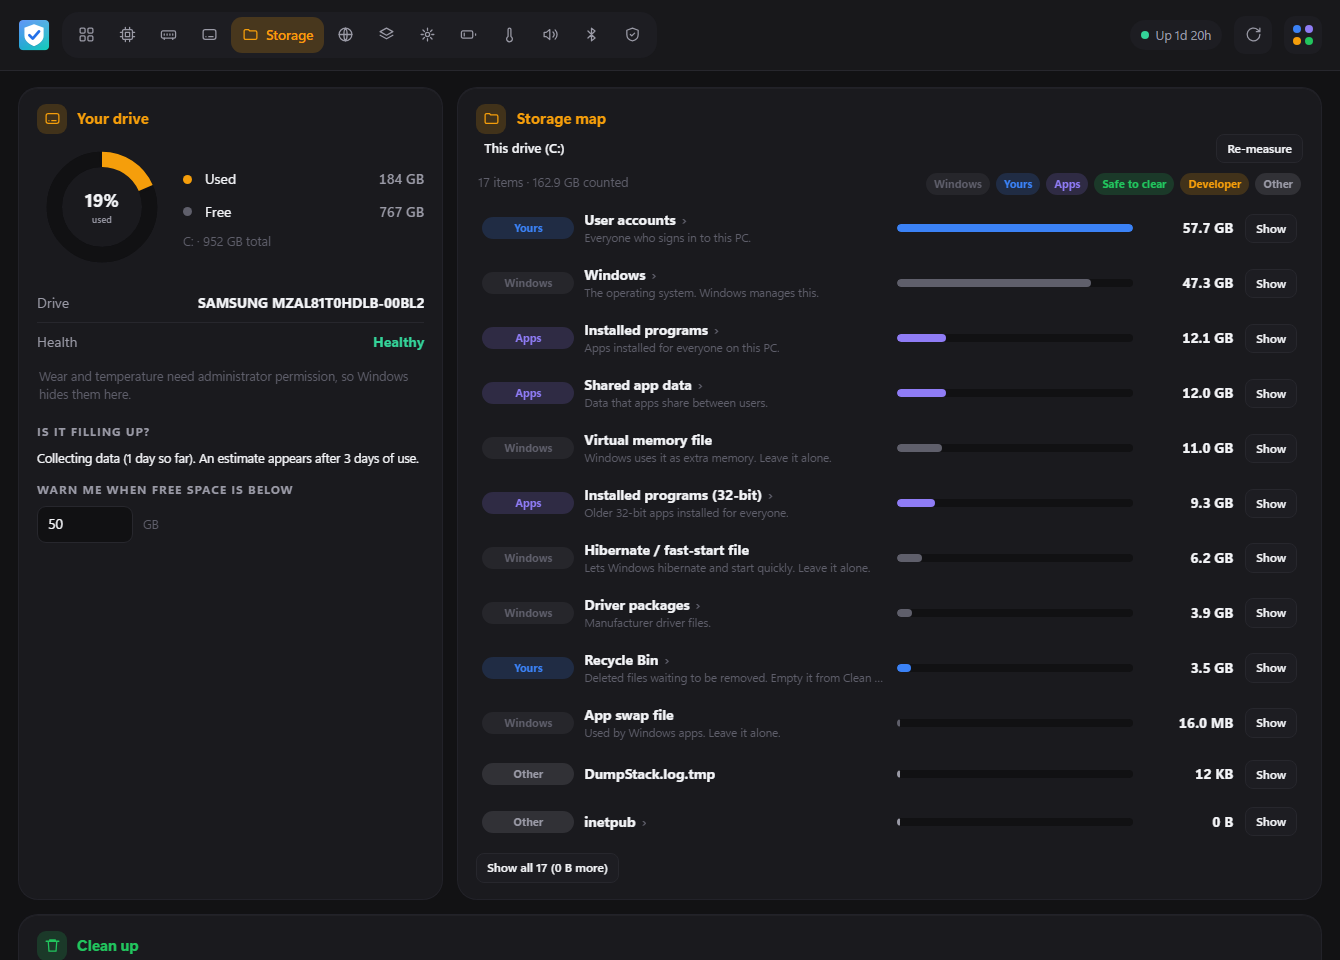 Storage
Up 1d 20h
Your drive
19%
used
Used 184 GB
Free 767 GB
C: · 952 GB total
Drive SAMSUNG MZAL81T0HDLB-00BL2
Health Healthy
Wear and temperature need administrator permission, so Windows
hides them here.
IS IT FILLING UP?
Collecting data (1 day so far). An estimate appears after 3 days of use.
WARN ME WHEN FREE SPACE IS BELOW
50 GB
Storage map
This drive (C:)
Re-measure
17 items · 162.9 GB counted
Windows Yours Apps Safe to clear Developer Other
Yours User accounts › 57.7 GB Show
Everyone who signs in to this PC.
Windows Windows › 47.3 GB Show
The operating system. Windows manages this.
Apps Installed programs › 12.1 GB Show
Apps installed for everyone on this PC.
Apps Shared app data › 12.0 GB Show
Data that apps share between users.
Windows Virtual memory file 11.0 GB Show
Windows uses it as extra memory. Leave it alone.
Apps Installed programs (32-bit) › 9.3 GB Show
Older 32-bit apps installed for everyone.
Windows Hibernate / fast-start file 6.2 GB Show
Lets Windows hibernate and start quickly. Leave it alone.
Windows Driver packages › 3.9 GB Show
Manufacturer driver files.
Yours Recycle Bin › 3.5 GB Show
Deleted files waiting to be removed. Empty it from Clean ...
Windows App swap file 16.0 MB Show
Used by Windows apps. Leave it alone.
Other DumpStack.log.tmp 12 KB Show
Other inetpub › 0 B Show
Show all 17 (0 B more)
Clean up